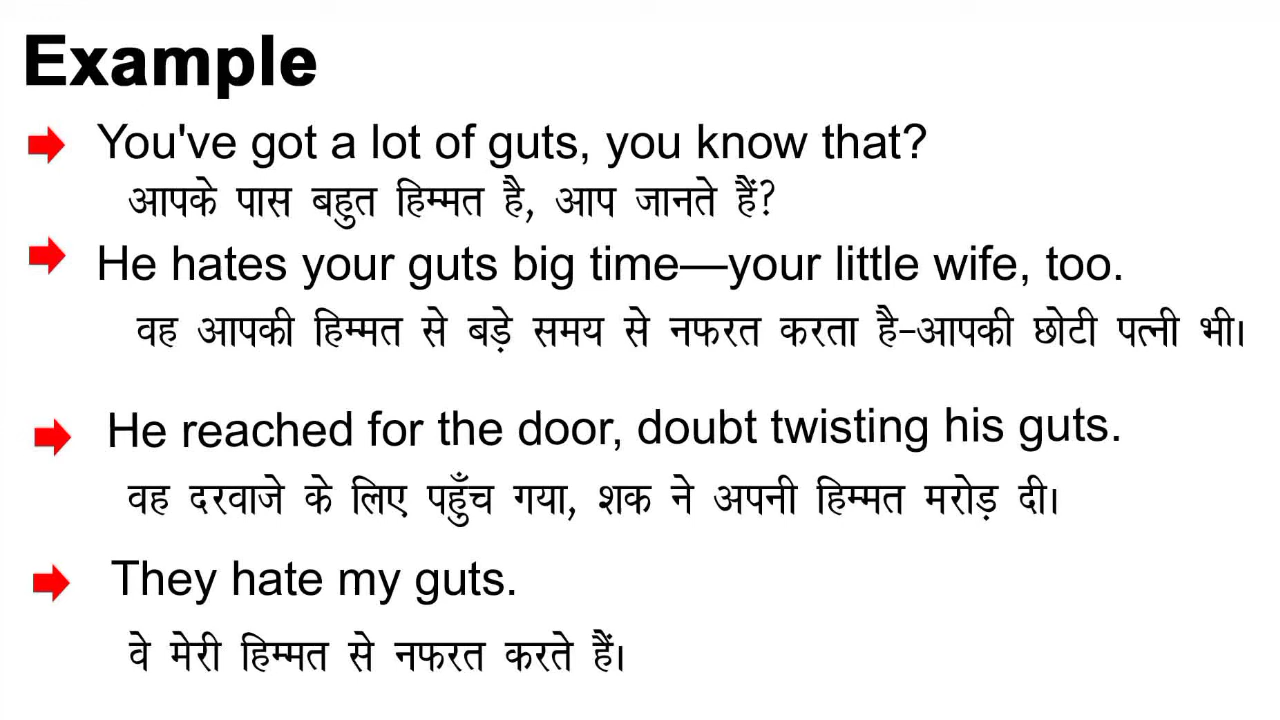 Example
You've got a lot of guts, you know that?
आपके पास बहुत हिम्मत है, आप जानते हैं?
He hates your guts big time—your little wife, too.
वह आपकी हिम्मत से बड़े समय से नफरत करता है-आपकी छोटी पत्नी भी।
He reached for the door, doubt twisting his guts.
वह दरवाजे के लिए पहुँच गया, शक ने अपनी हिम्मत मरोड़ दी।
They hate my guts.
वे मेरी हिम्मत से नफरत करते हैं।